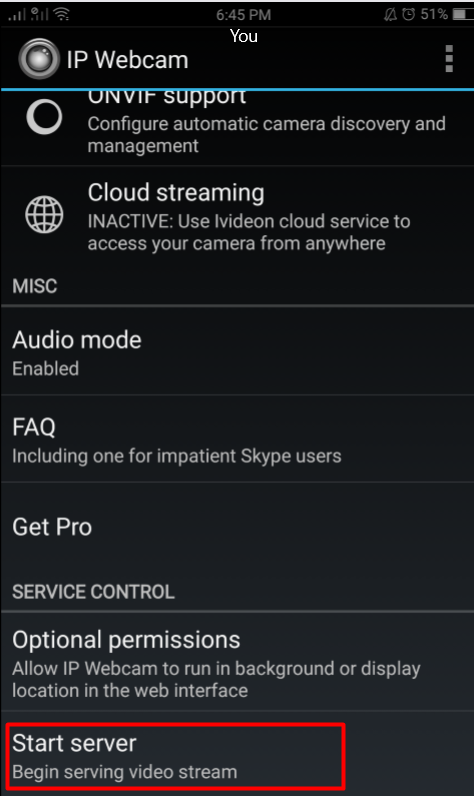 6:45 PM 51%
You
IP Webcam
ONVIF support
Configure automatic camera discovery and
management
Cloud streaming
INACTIVE: Use Ivideon cloud service to
access your camera from anywhere
MISC
Audio mode
Enabled
FAQ
Including one for impatient Skype users
Get Pro
SERVICE CONTROL
Optional permissions
Allow IP Webcam to run in background or display
location in the web interface
Start server
Begin serving video stream